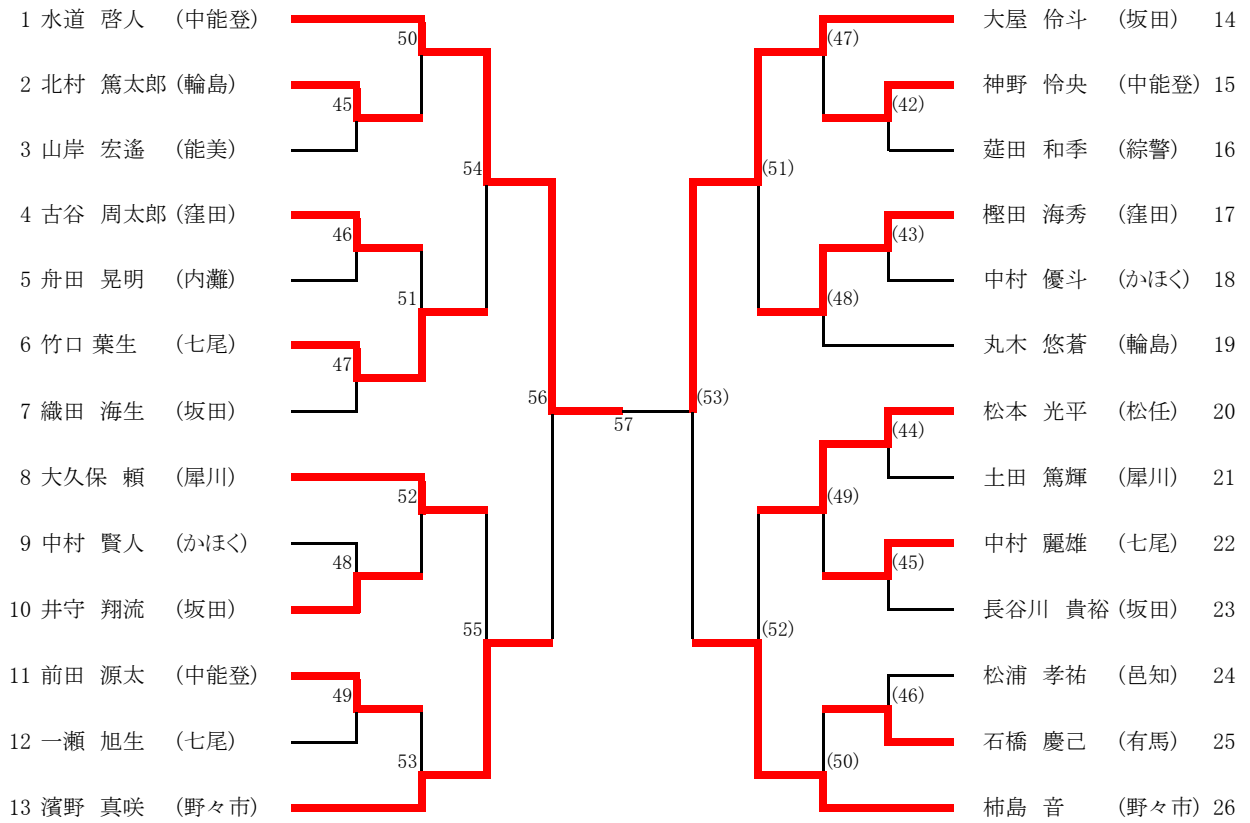 1 水道 啓人 (中能登)
2 北村 篤太郎 (輪島)
3 山岸 宏遙 (能美)
4 古谷 周太郎 (窪田)
5 舟田 晃明 (内灘)
6 竹口 葉生 (七尾)
7 織田 海生 (坂田)
8 大久保 頼 (犀川)
9 中村 賢人 (かほく)
10 井守 翔流 (坂田)
11 前田 源太 (中能登)
12 一瀬 旭生 (七尾)
13 濱野 真咲 (野々市)
50
45
54
46
51
47
56
52
48
55
49
53
57
(47)
(42)
(51)
(43)
(48)
(53)
(44)
(49)
(45)
(52)
(46)
(50)
大屋 伶斗 (坂田) 14
神野 怜央 (中能登) 15
莚田 和季 (綜警) 16
樫田 海秀 (窪田) 17
中村 優斗 (かほく) 18
丸木 悠蒼 (輪島) 19
松本 光平 (松任) 20
土田 篤輝 (犀川) 21
中村 麗雄 (七尾) 22
長谷川 貴裕 (坂田) 23
松浦 孝祐 (邑知) 24
石橋 慶己 (有馬) 25
柿島 音 (野々市) 26